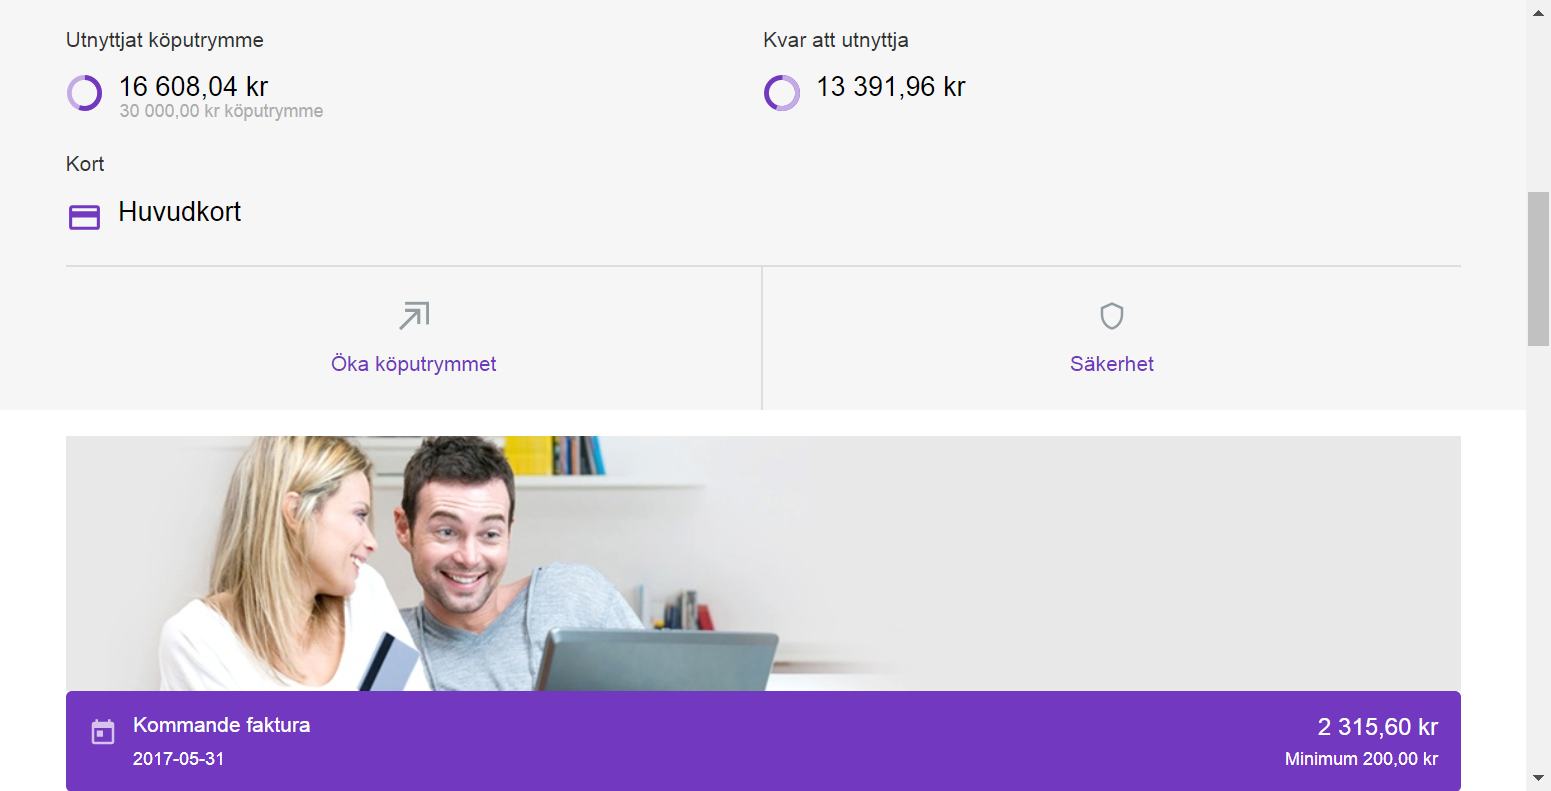 Utnyttjat köputrymme
16 608,04 kr
30 000,00 kr köputrymme
Kvar att utnyttja
13 391,96 kr
Kort
Huvudkort
Öka köputrymmet
Säkerhet
Kommande faktura
2017-05-31
2 315,60 kr
Minimum 200,00 kr